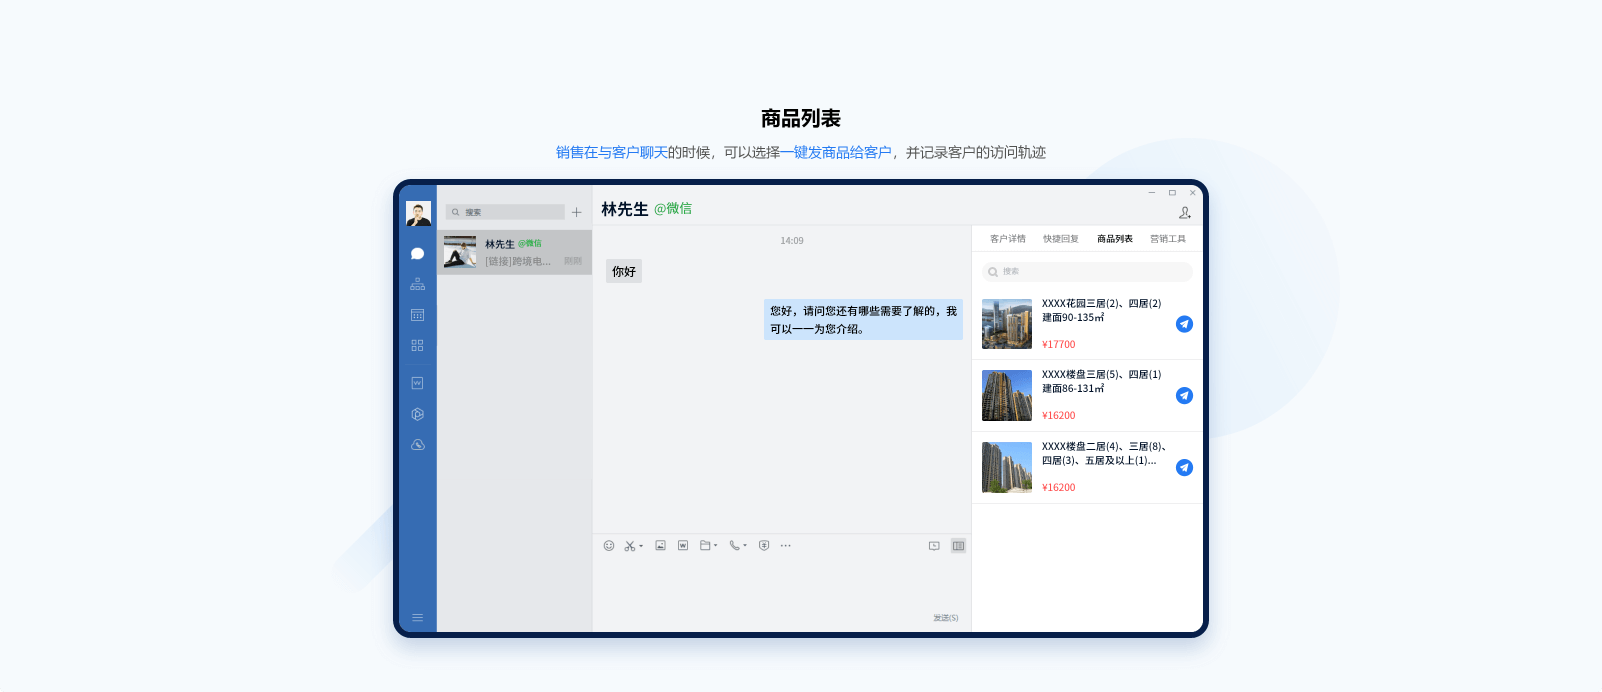 商品列表
销售在与客户聊天的时候，可以选择一键发商品给客户，并记录客户的访问轨迹
搜索
林先生 @微信
[链接]跨境电...
刚刚
林先生 @微信
14:09
你好
您好，请问您还有哪些需要了解的，我
可以一一为您介绍。
发送(S)
客户详情 快捷回复 商品列表 营销工具
搜索
XXXX花园三居(2)、四居(2)
建面90-135㎡
¥17700
XXXX楼盘三居(5)、四居(1)
建面86-131㎡
¥16200
XXXX楼盘二居(4)、三居(8)、
四居(3)、五居及以上(1)...
¥16200